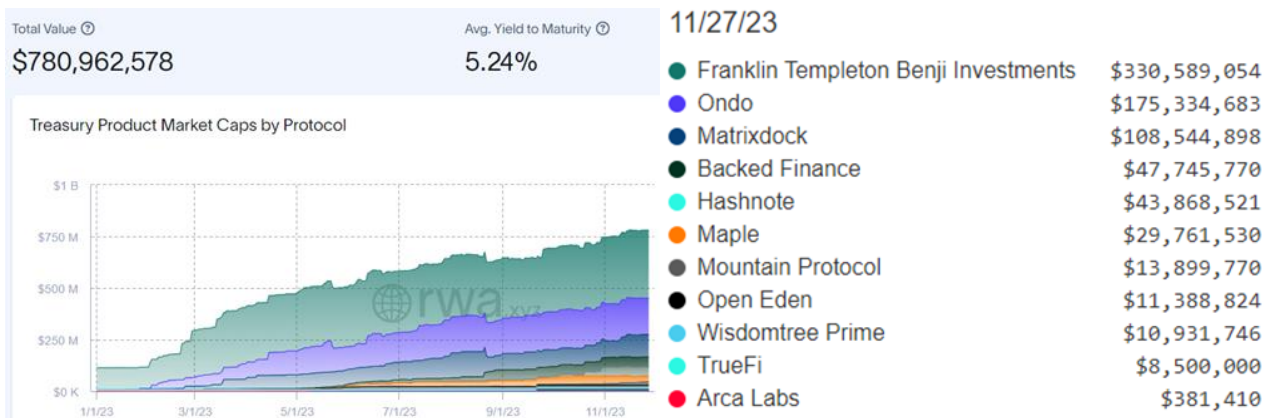 Total Value ?
$780,962,578
Avg. Yield to Maturity ?
5.24%
Treasury Product Market Caps by Protocol
$1 B
$750 M
$500 M
$250 M
$0 K
rwa.xyz
1/1/23 3/1/23 5/1/23 7/1/23 9/1/23 11/1/23
11/27/23
Franklin Templeton Benji Investments $330,589,054
Ondo $175,334,683
Matrixdock $108,544,898
Backed Finance $47,745,770
Hashnote $43,868,521
Maple $29,761,530
Mountain Protocol $13,899,770
Open Eden $11,388,824
Wisdomtree Prime $10,931,746
TrueFi $8,500,000
Arca Labs $381,410